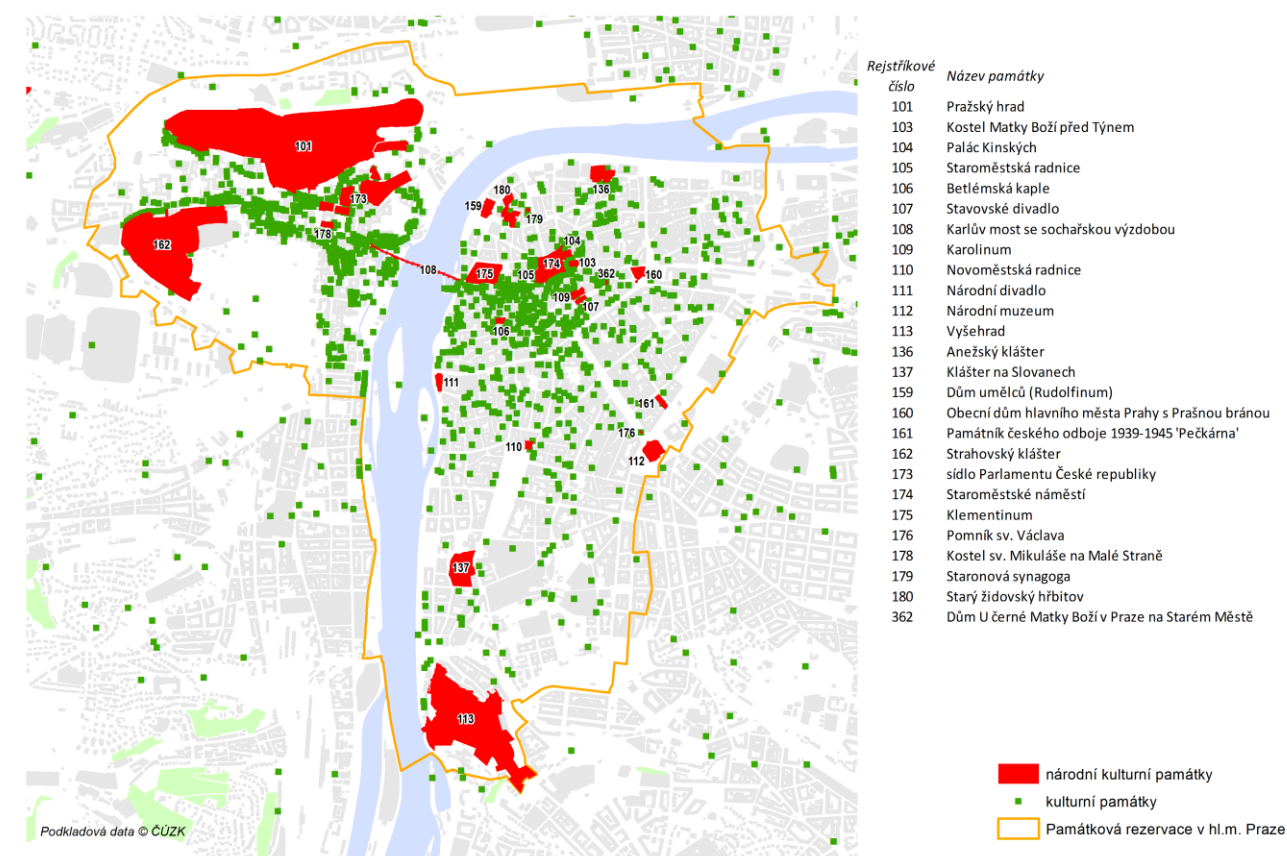 101
173
178
162
180
159
179
136
104
174
103
175
105
362
160
108
109
107
106
111
161
176
110
112
137
113
Podkladová data © ČÚZK
Rejstříkové číslo Název památky
101 Pražský hrad
103 Kostel Matky Boží před Týnem
104 Palác Kinských
105 Staroměstská radnice
106 Betlémská kaple
107 Stavovské divadlo
108 Karlův most se sochařskou výzdobou
109 Karolinum
110 Novoměstská radnice
111 Národní divadlo
112 Národní muzeum
113 Vyšehrad
136 Anežský klášter
137 Klášter na Slovanech
159 Dům umělců (Rudolfinum)
160 Obecní dům hlavního města Prahy s Prašnou bránou
161 Památník českého odboje 1939-1945 'Pečkárna'
162 Strahovský klášter
173 sídlo Parlamentu České republiky
174 Staroměstské náměstí
175 Klementinum
176 Pomník sv. Václava
178 Kostel sv. Mikuláše na Malé Straně
179 Staronová synagoga
180 Starý židovský hřbitov
362 Dům U černé Matky Boží v Praze na Starém Městě
národní kulturní památky
kulturní památky
Památková rezervace v hl.m. Praze